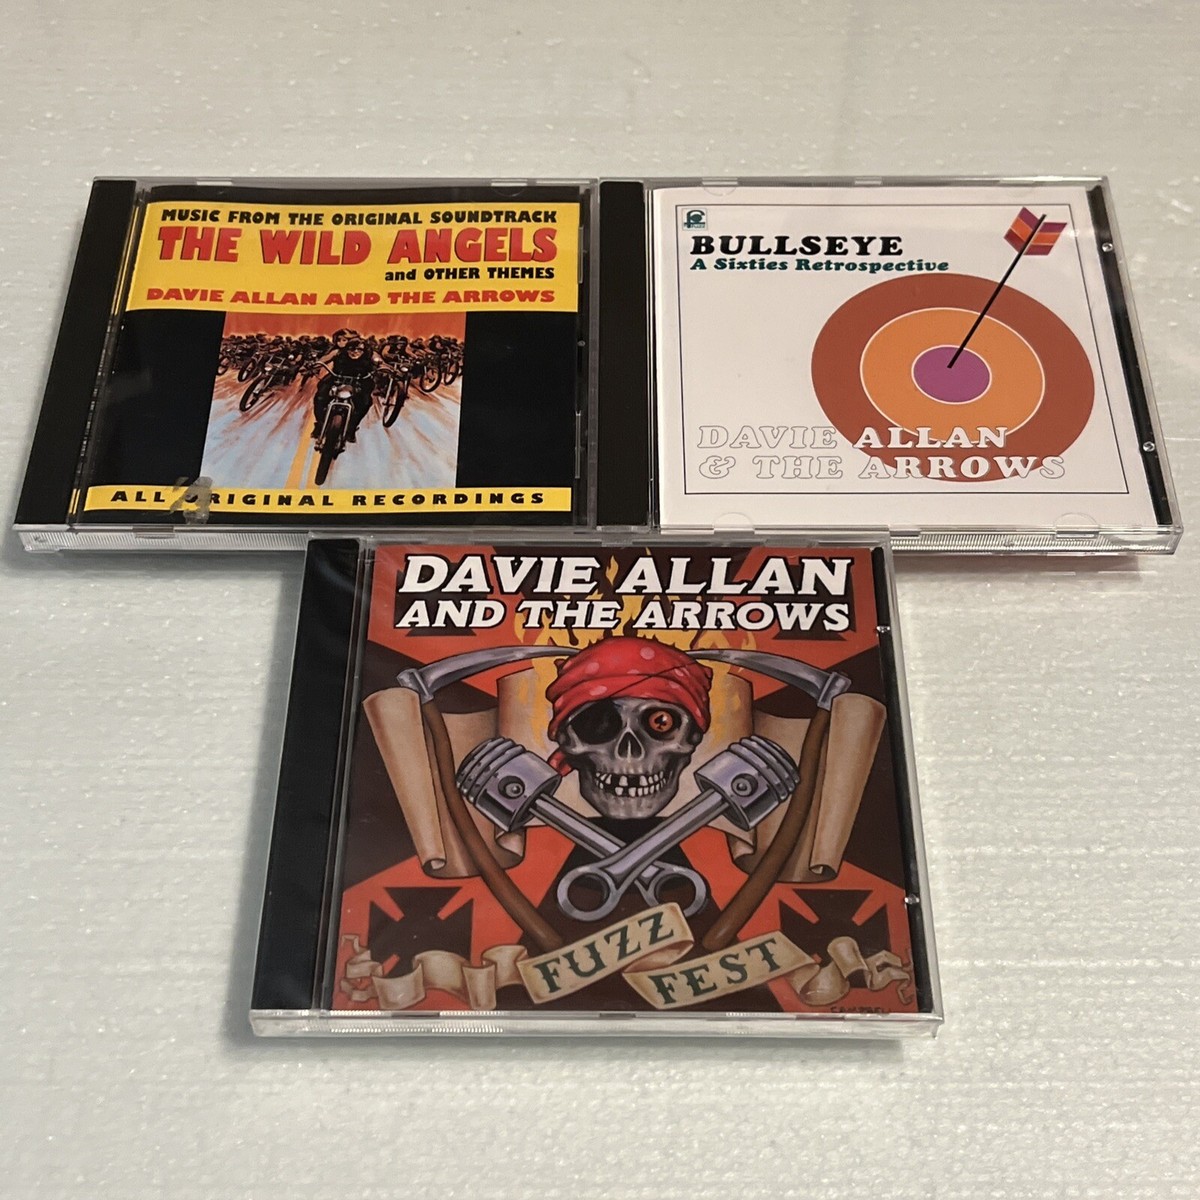 MUSIC FROM THE ORIGINAL SOUNDTRACK
THE WILD ANGELS
and OTHER THEMES
DAVIE ALLAN AND THE ARROWS
ALL ORIGINAL RECORDINGS
BULLSEYE
A Sixties Retrospective
DAVIE ALLAN
& THE ARROWS
DAVIE ALLAN
AND THE ARROWS
FUZZ
FEST